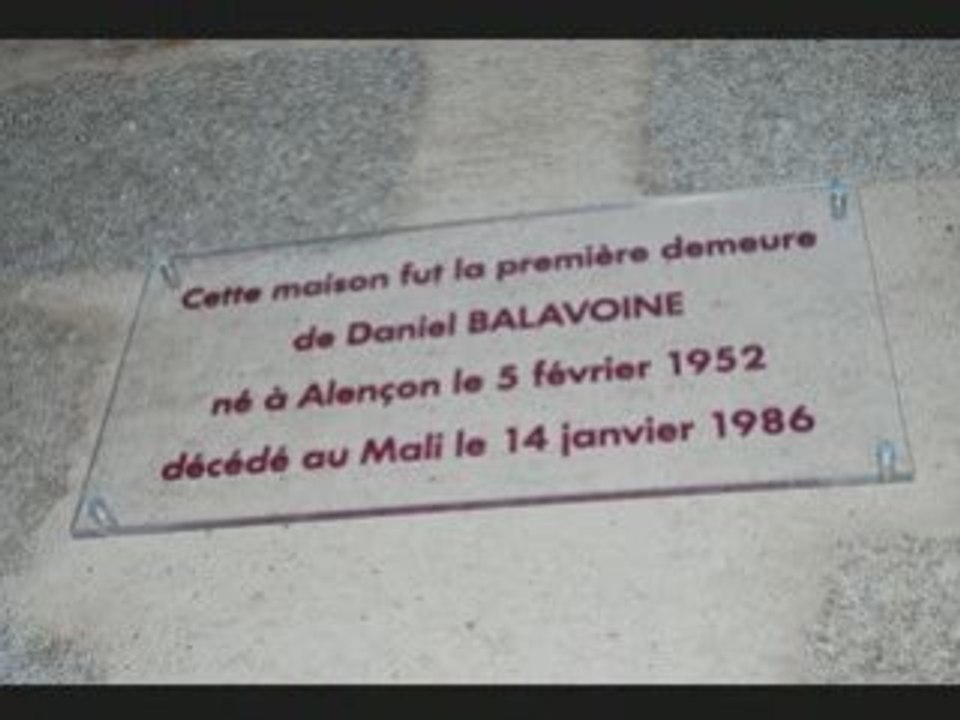 Cette maison fut la première demeure
de Daniel BALAVOINE
né à Alençon le 5 février 1952
décédé au Mali le 14 janvier 1986